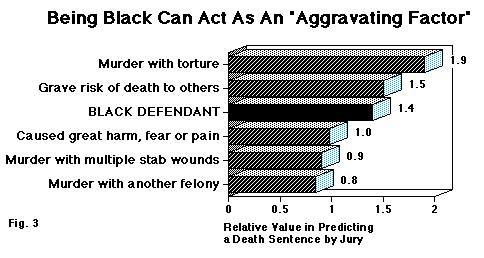 Being Black Can Act As An "Aggravating Factor"
Murder with torture
1.9
Grave risk of death to others
1.5
BLACK DEFENDANT
1.4
Caused great harm, fear or pain
1.0
Murder with multiple stab wounds
0.9
Murder with another felony
0.8
0 0.5 1 1.5 2
Fig. 3
Relative Value in Predicting
a Death Sentence by Jury